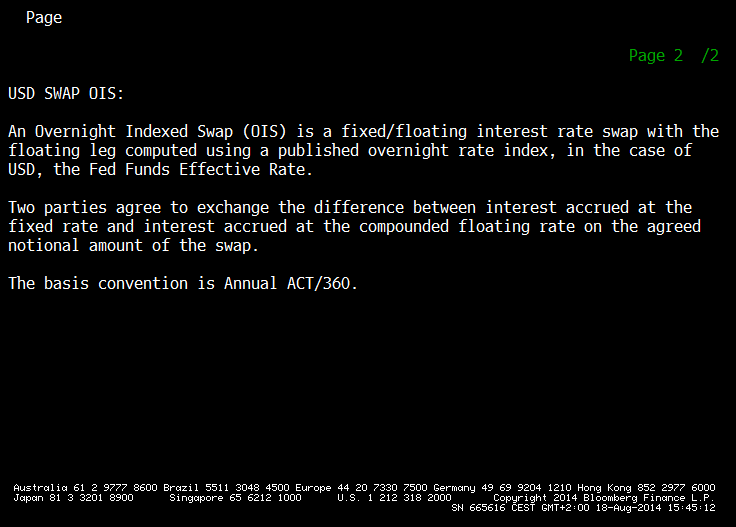 Page
Page 2 /2
USD SWAP OIS:
An Overnight Indexed Swap (OIS) is a fixed/floating interest rate swap with the
floating leg computed using a published overnight rate index, in the case of
USD, the Fed Funds Effective Rate.
Two parties agree to exchange the difference between interest accrued at the
fixed rate and interest accrued at the compounded floating rate on the agreed
notional amount of the swap.
The basis convention is Annual ACT/360.
Australia 61 2 9777 8600 Brazil 5511 3048 4500 Europe 44 20 7330 7500 Germany 49 69 9204 1210 Hong Kong 852 2977 6000
Japan 81 3 3201 8900 Singapore 65 6212 1000 U.S. 1 212 318 2000 Copyright 2014 Bloomberg Finance L.P.
SN 665616 CEST GMT+2:00 18-Aug-2014 15:45:12